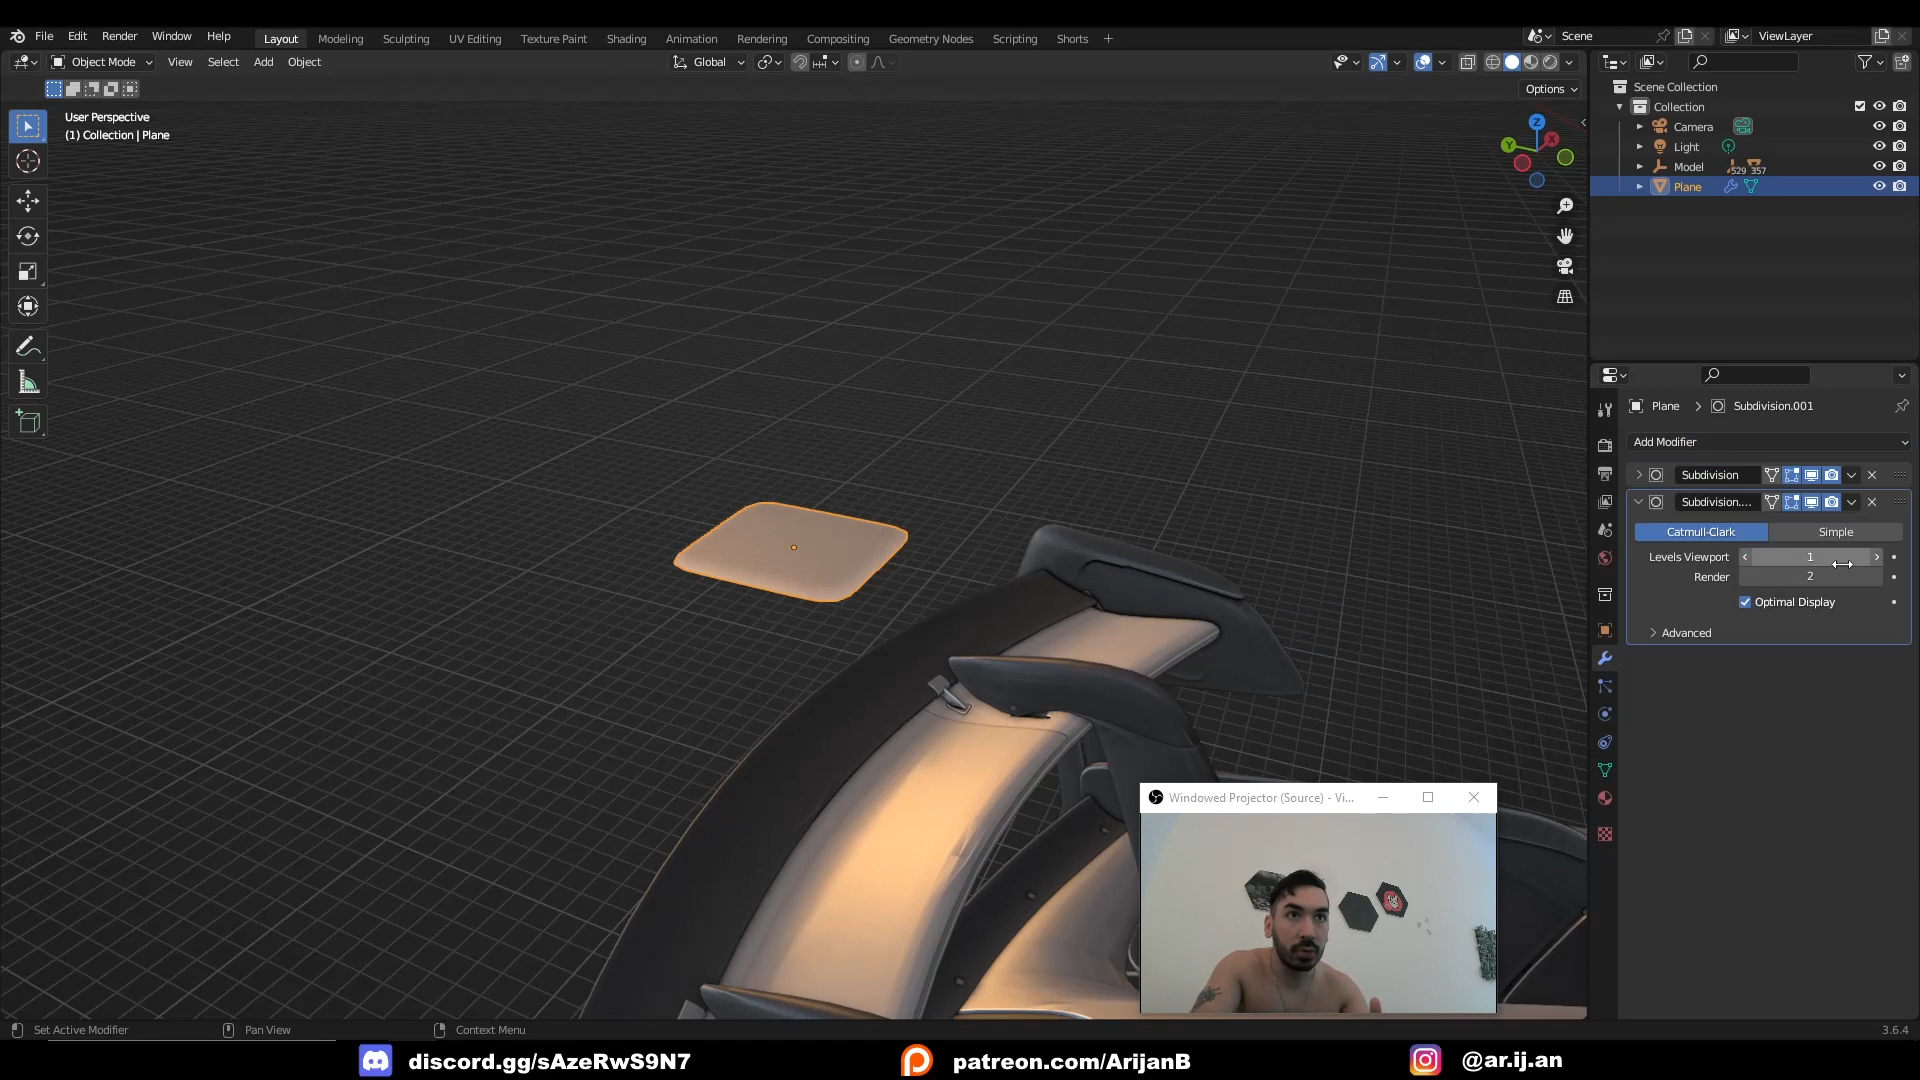 File Edit Render Window Help Layout Modeling Sculpting UV Editing Texture Paint Shading Animation Rendering Compositing Geometry Nodes Scripting Shorts + Scene ViewLayer
Object Mode View Select Add Object Global
Options
User Perspective
(1) Collection | Plane
Z
X
Y
Scene Collection
Collection
Camera
Light
Model 529 357
Plane
Plane > Subdivision.001
Add Modifier
Subdivision
Subdivision....
Catmull-Clark Simple
Levels Viewport 1
Render 2
Optimal Display
Advanced
Windowed Projector (Source) - Vi...
Set Active Modifier Pan View Context Menu 3.6.4
discord.gg/sAzeRwS9N7 patreon.com/ArijanB @ar.ij.an